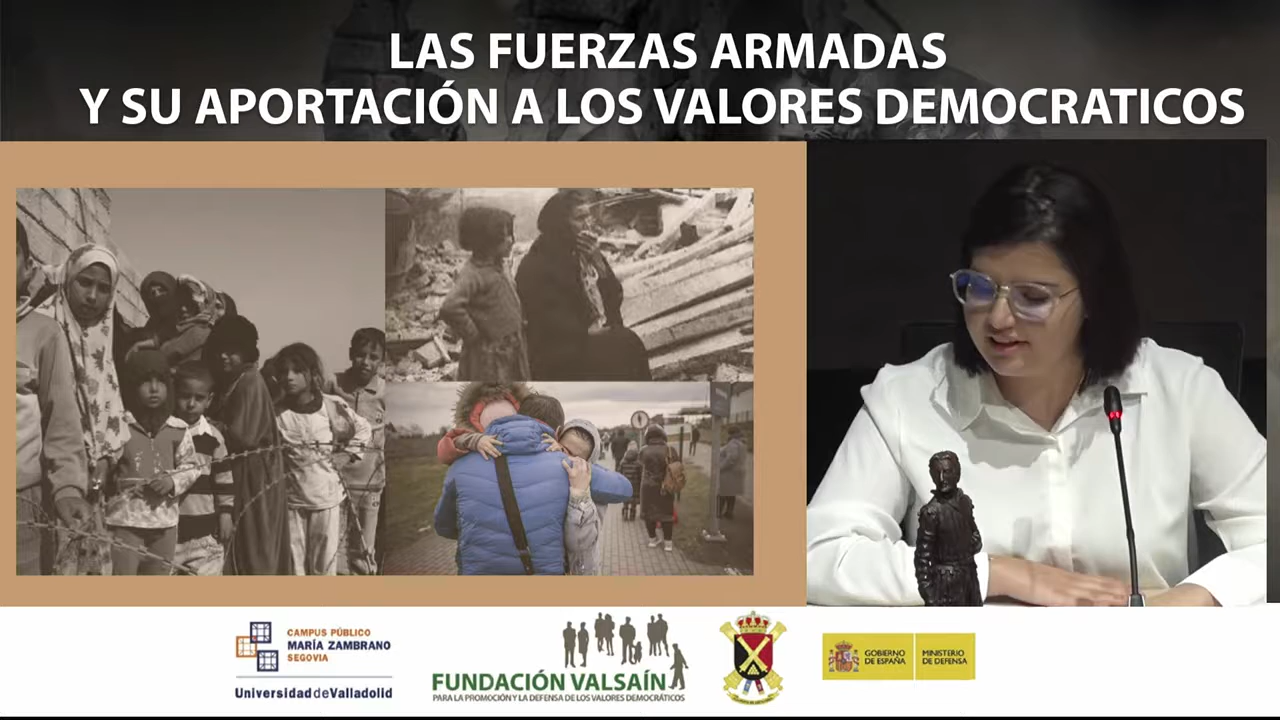 LAS FUERZAS ARMADAS
Y SU APORTACIÓN A LOS VALORES DEMOCRATICOS
CAMPUS PÚBLICO
MARÍA ZAMBRANO
SEGOVIA
UniversidaddeValladolid
FUNDACIÓN VALSAÍN
PARA LA PROMOCIÓN Y LA DEFENSA DE LOS VALORES DEMOCRÁTICOS
GOBIERNO
DE ESPAÑA
MINISTERIO
DE DEFENSA